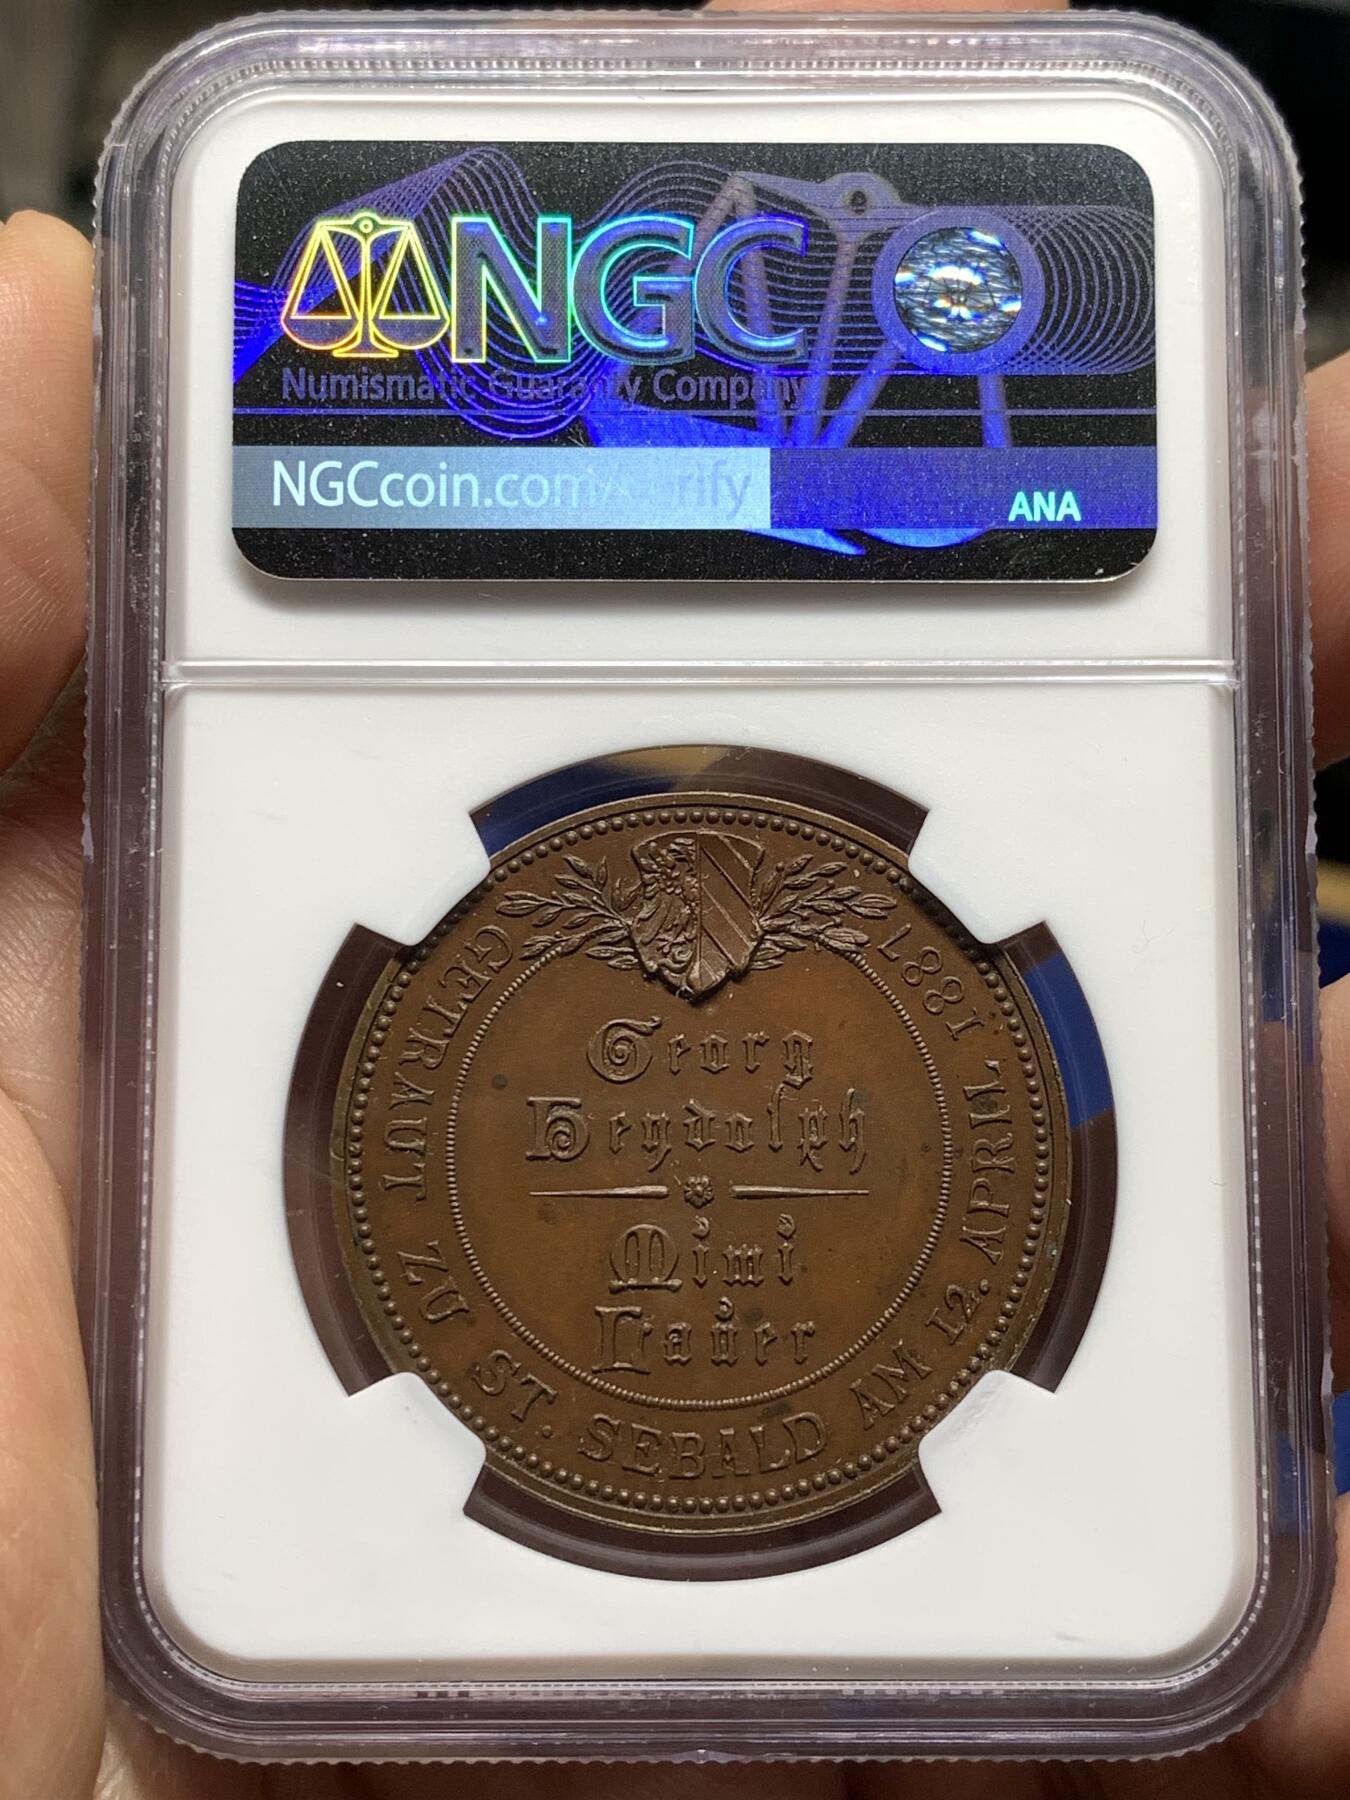 NGC
Numismatic Guaranty Company
NGCcoin.com/verify
ANA
GETRAUT ZU ST. SEBALD AM 12. APRIL 1887
Georg
Heydolph
Mimi
Lauer